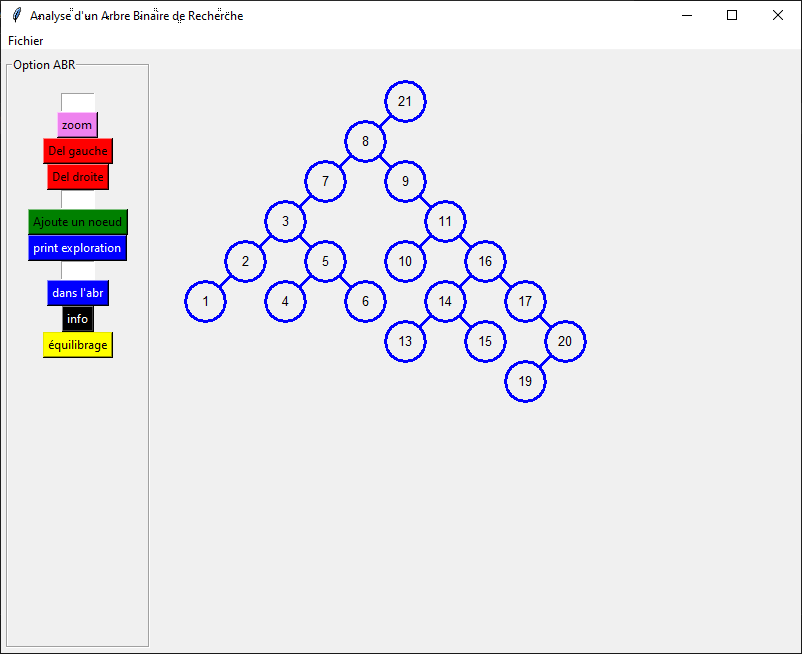 Analyse d'un Arbre Binaire de Recherche
Fichier
Option ABR
zoom
Del gauche
Del droite
Ajoute un noeud
print exploration
dans l'abr
info
équilibrage
21
8
7
9
3
11
2
5
10
16
1
4
6
14
17
13
15
20
19